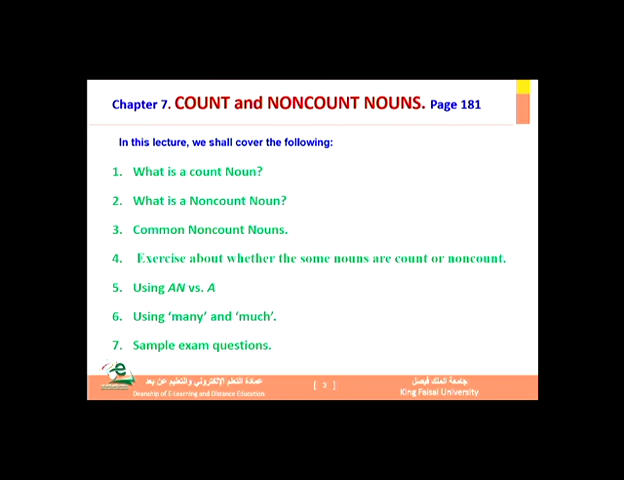 Chapter 7. COUNT and NONCOUNT NOUNS. Page 181
In this lecture, we shall cover the following:
1. What is a count Noun?
2. What is a Noncount Noun?
3. Common Noncount Nouns.
4. Exercise about whether the some nouns are count or noncount.
5. Using AN vs. A
6. Using ‘many’ and ‘much’.
7. Sample exam questions.
e
عمادة التعلم الإلكتروني والتعليم عن بعد
Deanship of E-Learning and Distance Education
[ 3 ]
جامعة الملك فيصل
King Faisal University